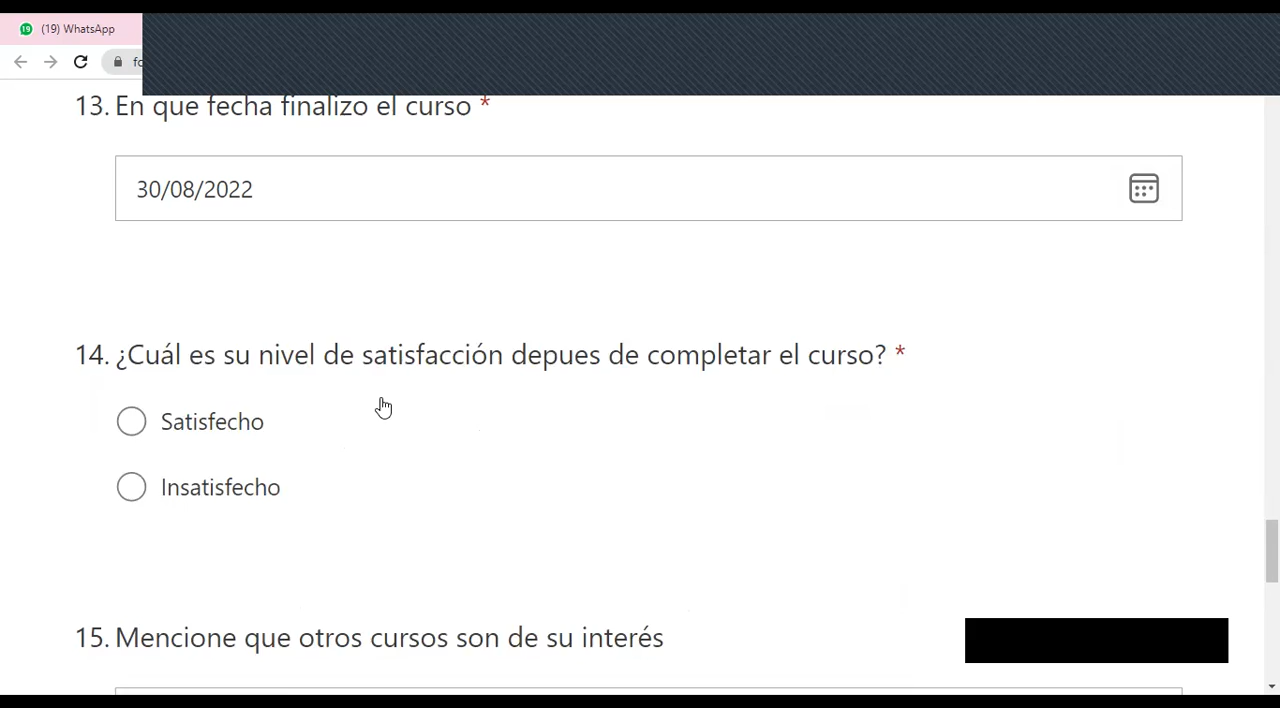 (19) WhatsApp
13. En que fecha finalizo el curso *
30/08/2022
14. ¿Cuál es su nivel de satisfacción depues de completar el curso? *
Satisfecho
Insatisfecho
15. Mencione que otros cursos son de su interés